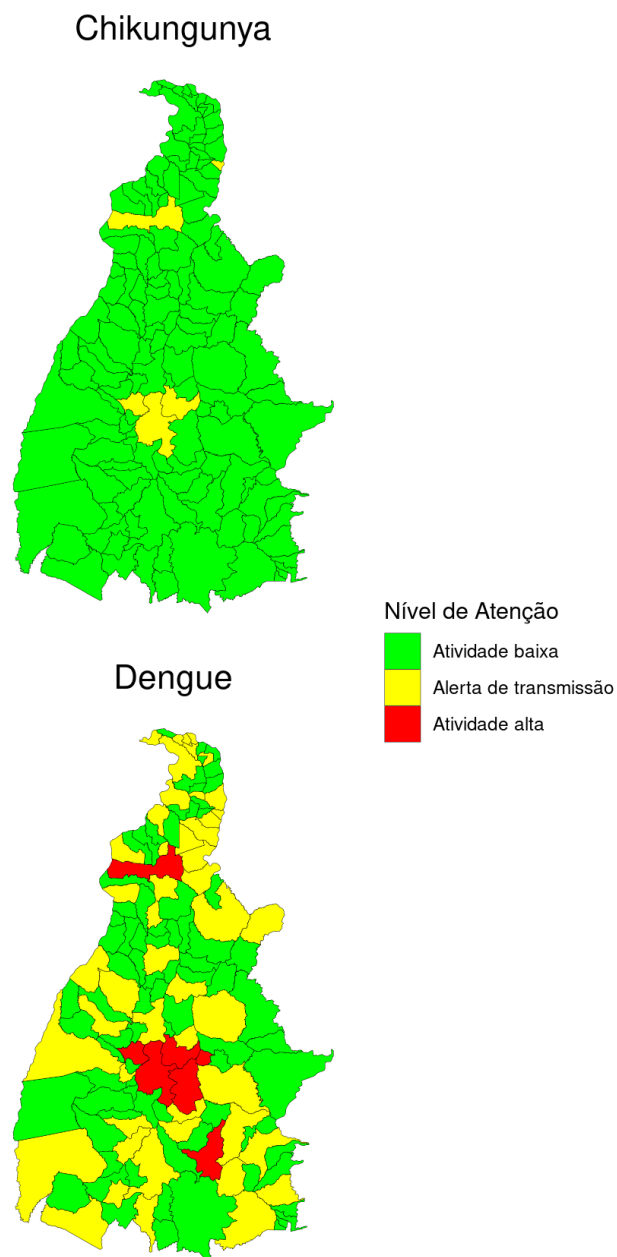 Chikungunya
Nível de Atenção
Atividade baixa
Alerta de transmissão
Atividade alta
Dengue